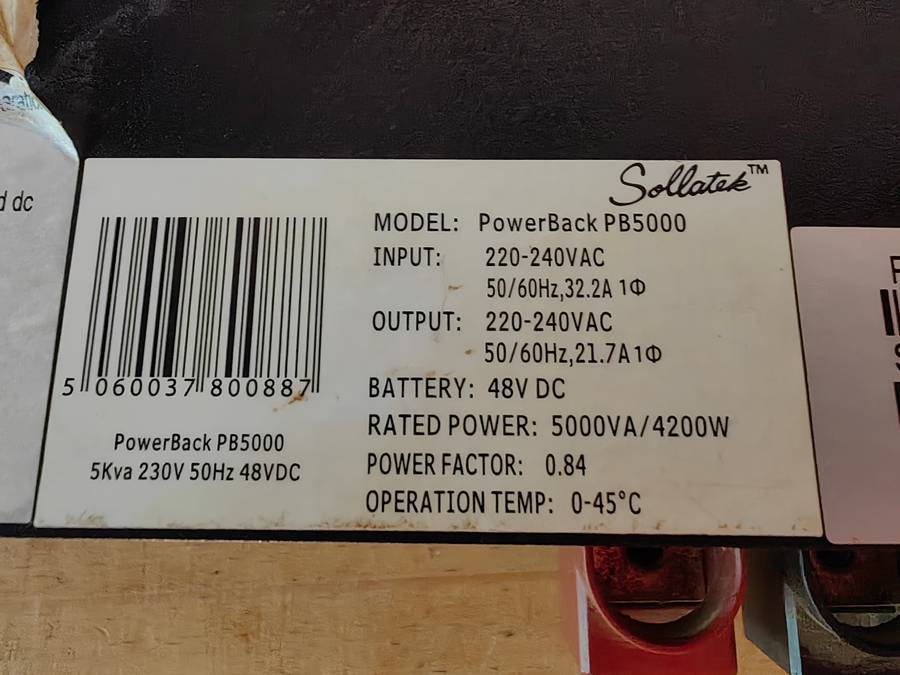 d dc
Sollatek™
MODEL: PowerBack PB5000
INPUT: 220-240VAC
50/60Hz,32.2A 1Φ
OUTPUT: 220-240VAC
50/60Hz,21.7A1Φ
BATTERY: 48V DC
RATED POWER: 5000VA/4200W
POWER FACTOR: 0.84
OPERATION TEMP: 0-45°C
5 060037 800887
PowerBack PB5000
5Kva 230V 50Hz 48VDC